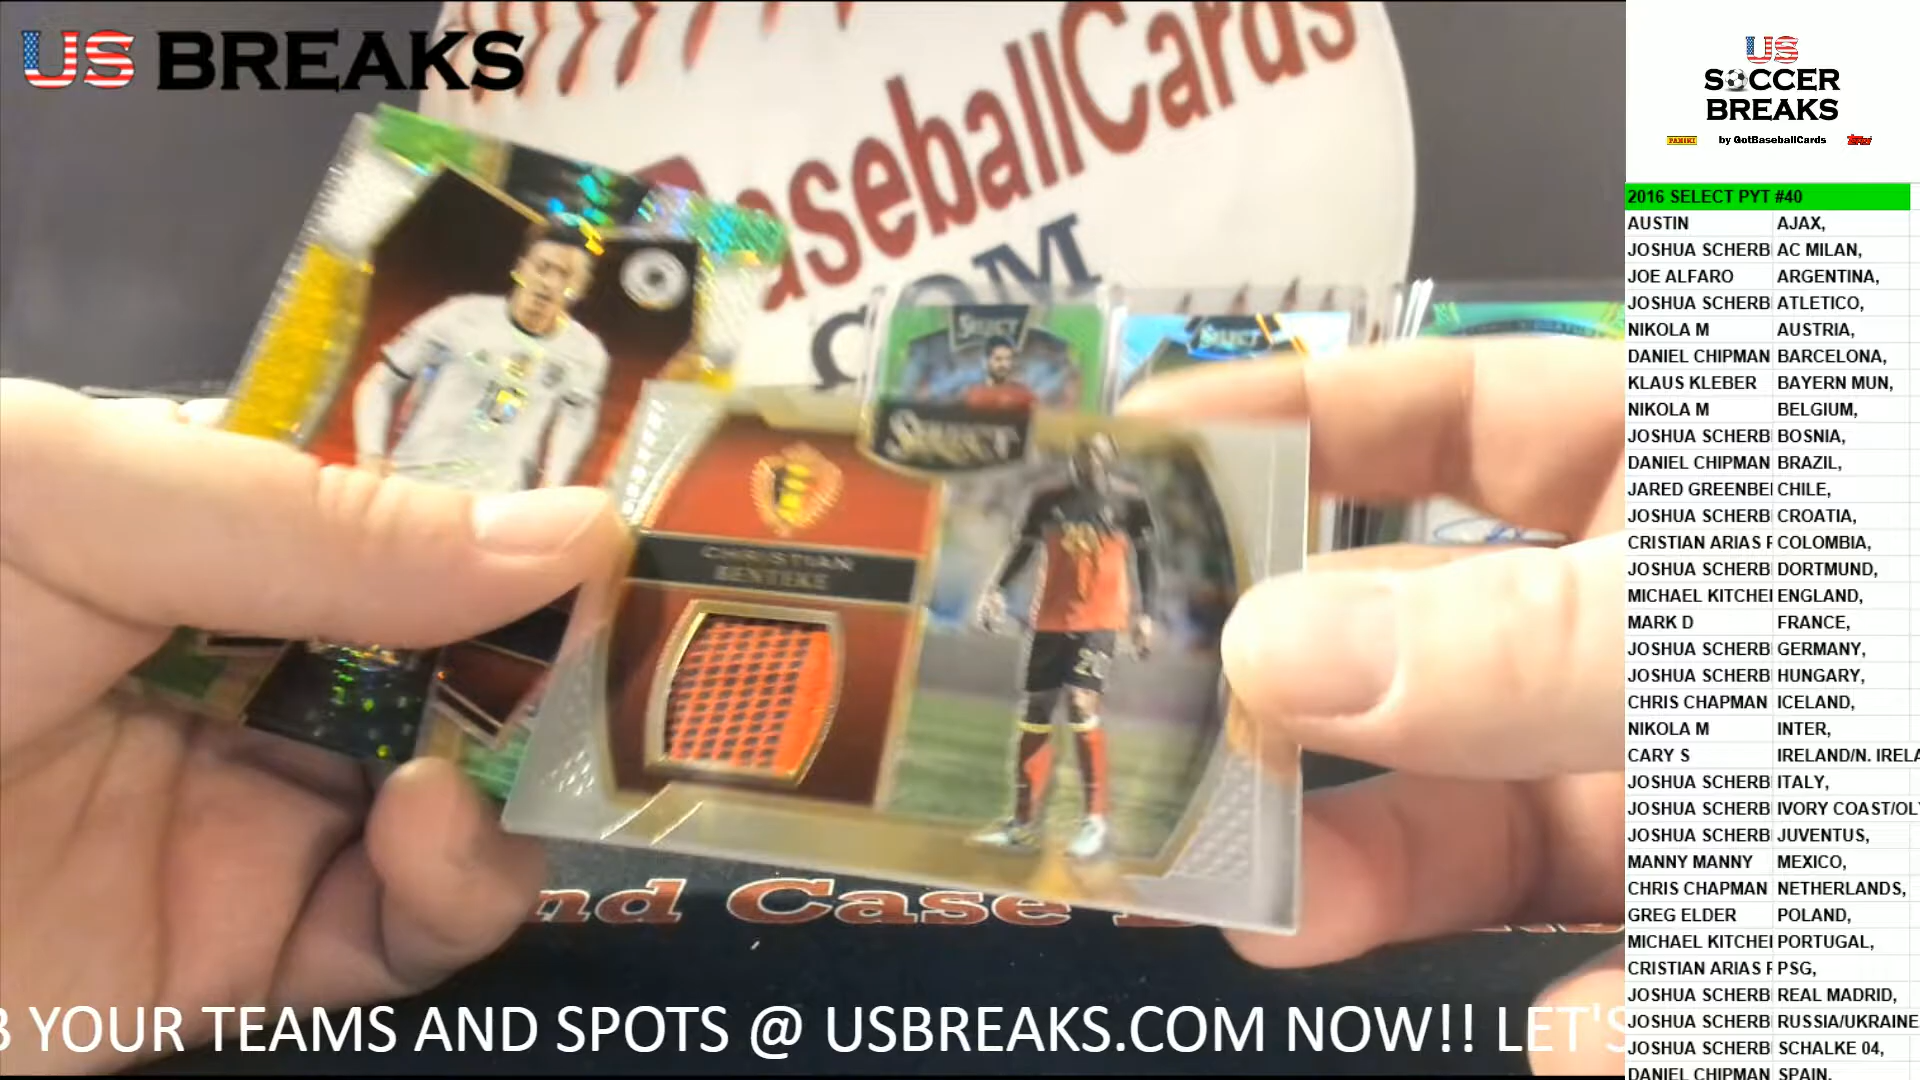 US BREAKS
BaseballCards
COM
SELECT
SELECT
SELECT
CHRISTIAN
BENTEKE
20
nd Case
B YOUR TEAMS AND SPOTS @ USBREAKS.COM NOW!! LET'S
US
SOCCER
BREAKS
PANINI by GotBaseballCards Topps
2016 SELECT PYT #40
AUSTIN AJAX,
JOSHUA SCHERB AC MILAN,
JOE ALFARO ARGENTINA,
JOSHUA SCHERB ATLETICO,
NIKOLA M AUSTRIA,
DANIEL CHIPMAN BARCELONA,
KLAUS KLEBER BAYERN MUN,
NIKOLA M BELGIUM,
JOSHUA SCHERB BOSNIA,
DANIEL CHIPMAN BRAZIL,
JARED GREENBE CHILE,
JOSHUA SCHERB CROATIA,
CRISTIAN ARIAS F COLOMBIA,
JOSHUA SCHERB DORTMUND,
MICHAEL KITCHE ENGLAND,
MARK D FRANCE,
JOSHUA SCHERB GERMANY,
JOSHUA SCHERB HUNGARY,
CHRIS CHAPMAN ICELAND,
NIKOLA M INTER,
CARY S IRELAND/N. IRELA
JOSHUA SCHERB ITALY,
JOSHUA SCHERB IVORY COAST/OL
JOSHUA SCHERB JUVENTUS,
MANNY MANNY MEXICO,
CHRIS CHAPMAN NETHERLANDS,
GREG ELDER POLAND,
MICHAEL KITCHE PORTUGAL,
CRISTIAN ARIAS F PSG,
JOSHUA SCHERB REAL MADRID,
JOSHUA SCHERB RUSSIA/UKRAINE
JOSHUA SCHERB SCHALKE 04,
DANIEL CHIPMAN SPAIN,